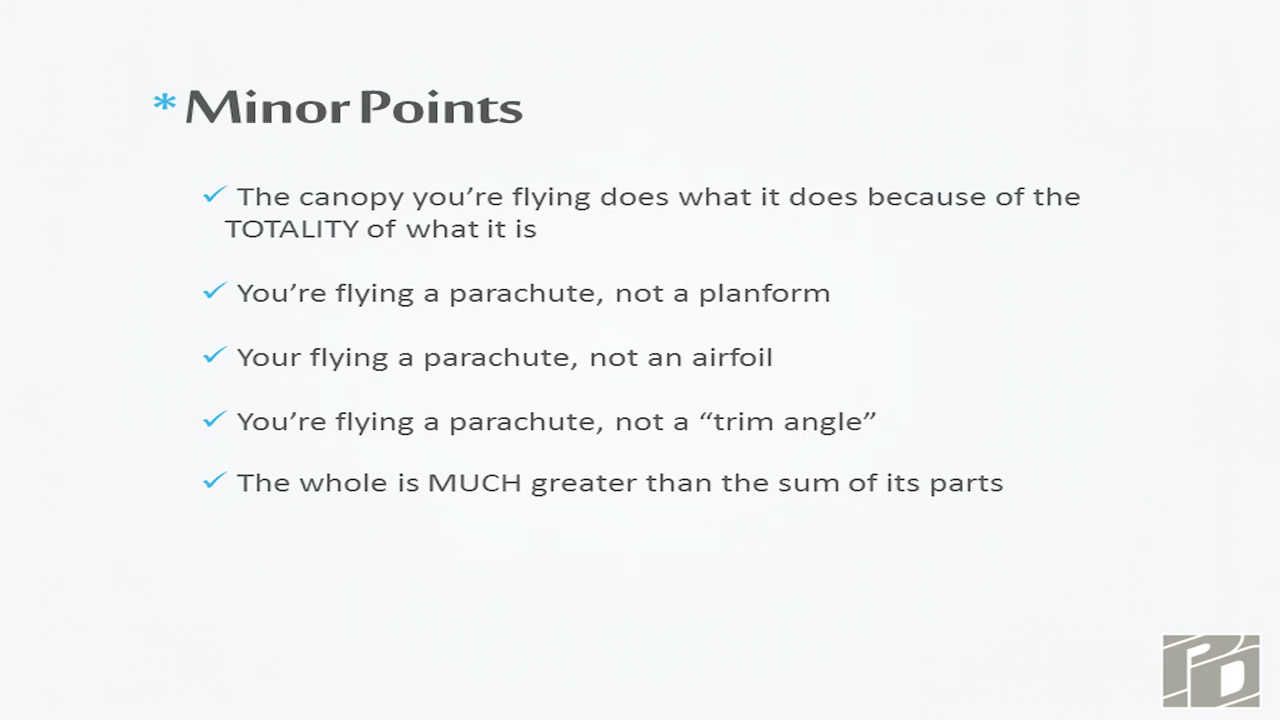 * Minor Points
✓ The canopy you’re flying does what it does because of the
TOTALITY of what it is
✓ You’re flying a parachute, not a planform
✓ Your flying a parachute, not an airfoil
✓ You’re flying a parachute, not a “trim angle”
✓ The whole is MUCH greater than the sum of its parts
PD